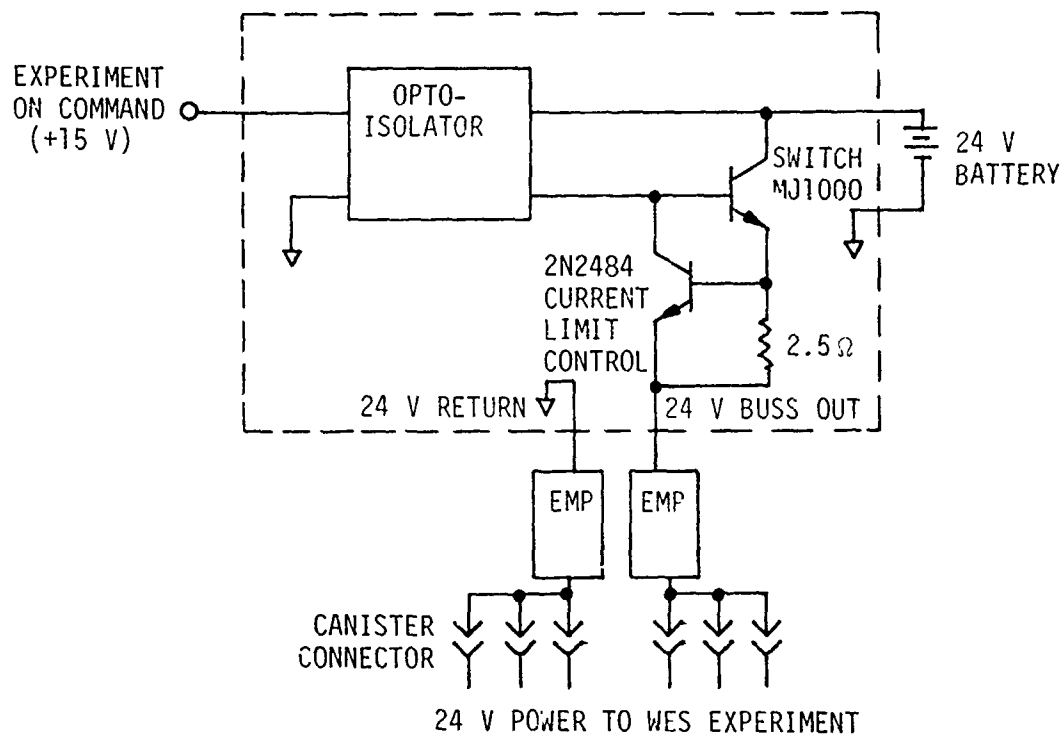 EXPERIMENT
ON COMMAND
(+15 V)
OPTO-
ISOLATOR
SWITCH
MJ1000
24 V
BATTERY
2N2484
CURRENT
LIMIT
CONTROL
2.5Ω
24 V RETURN
24 V BUSS OUT
EMP
EMP
CANISTER
CONNECTOR
24 V POWER TO WES EXPERIMENT